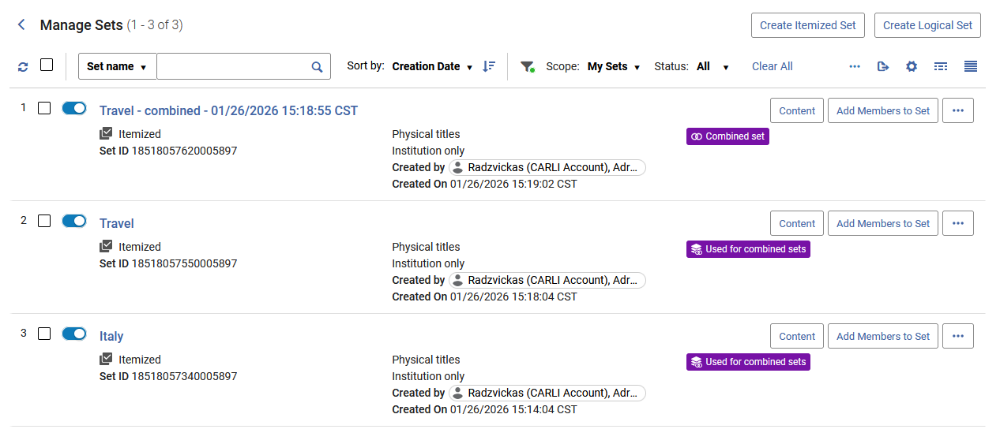 Manage Sets (1 - 3 of 3) Create Itemized Set Create Logical Set
Set name Sort by: Creation Date Scope: My Sets Status: All Clear All
1 Travel - combined - 01/26/2026 15:18:55 CST Content Add Members to Set
Itemized Physical titles Combined set
Set ID 18518057620005897 Institution only
Created by Radzvickas (CARLI Account), Adr...
Created On 01/26/2026 15:19:02 CST
2 Travel Content Add Members to Set
Itemized Physical titles Used for combined sets
Set ID 18518057550005897 Institution only
Created by Radzvickas (CARLI Account), Adr...
Created On 01/26/2026 15:18:04 CST
3 Italy Content Add Members to Set
Itemized Physical titles Used for combined sets
Set ID 18518057340005897 Institution only
Created by Radzvickas (CARLI Account), Adr...
Created On 01/26/2026 15:14:04 CST